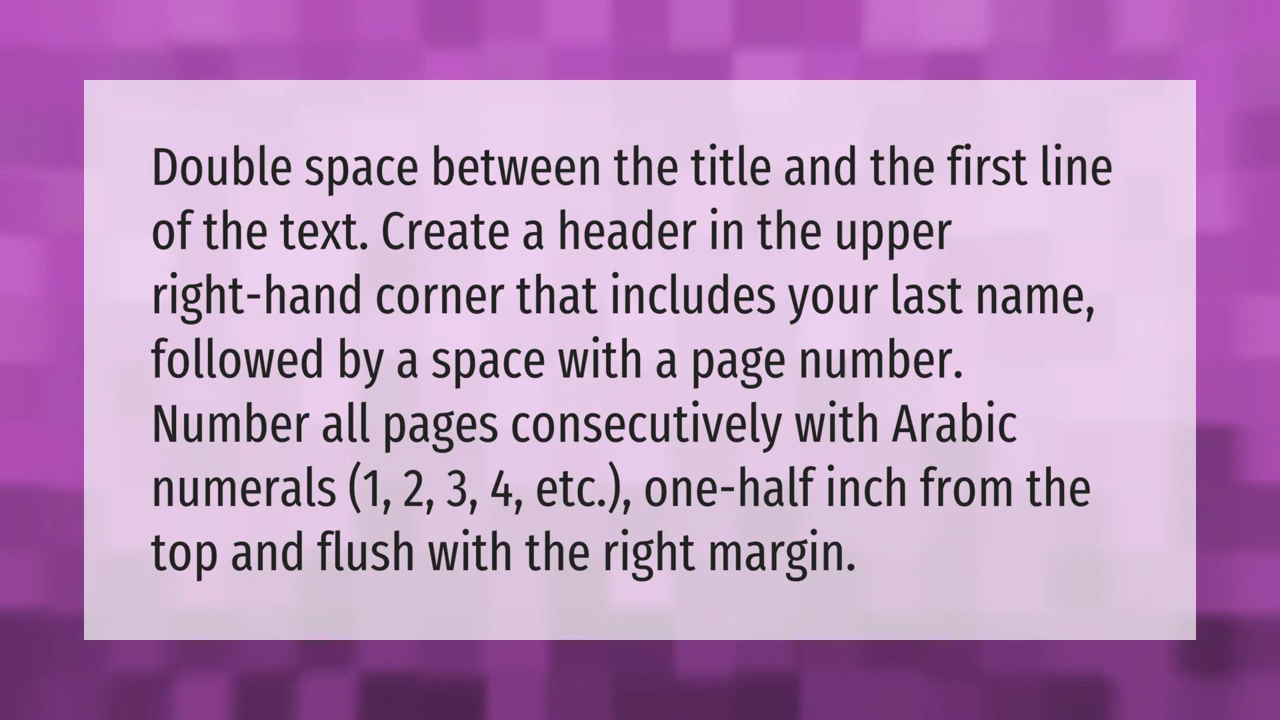 Double space between the title and the first line
of the text. Create a header in the upper
right-hand corner that includes your last name,
followed by a space with a page number.
Number all pages consecutively with Arabic
numerals (1, 2, 3, 4, etc.), one-half inch from the
top and flush with the right margin.